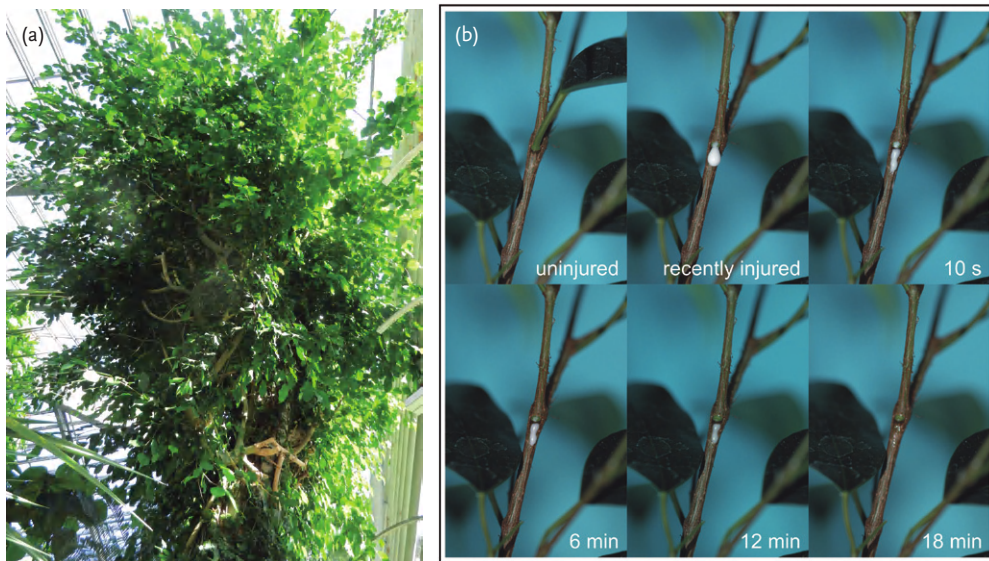 (a)
(b)
uninjured
recently injured
10 s
6 min
12 min
18 min